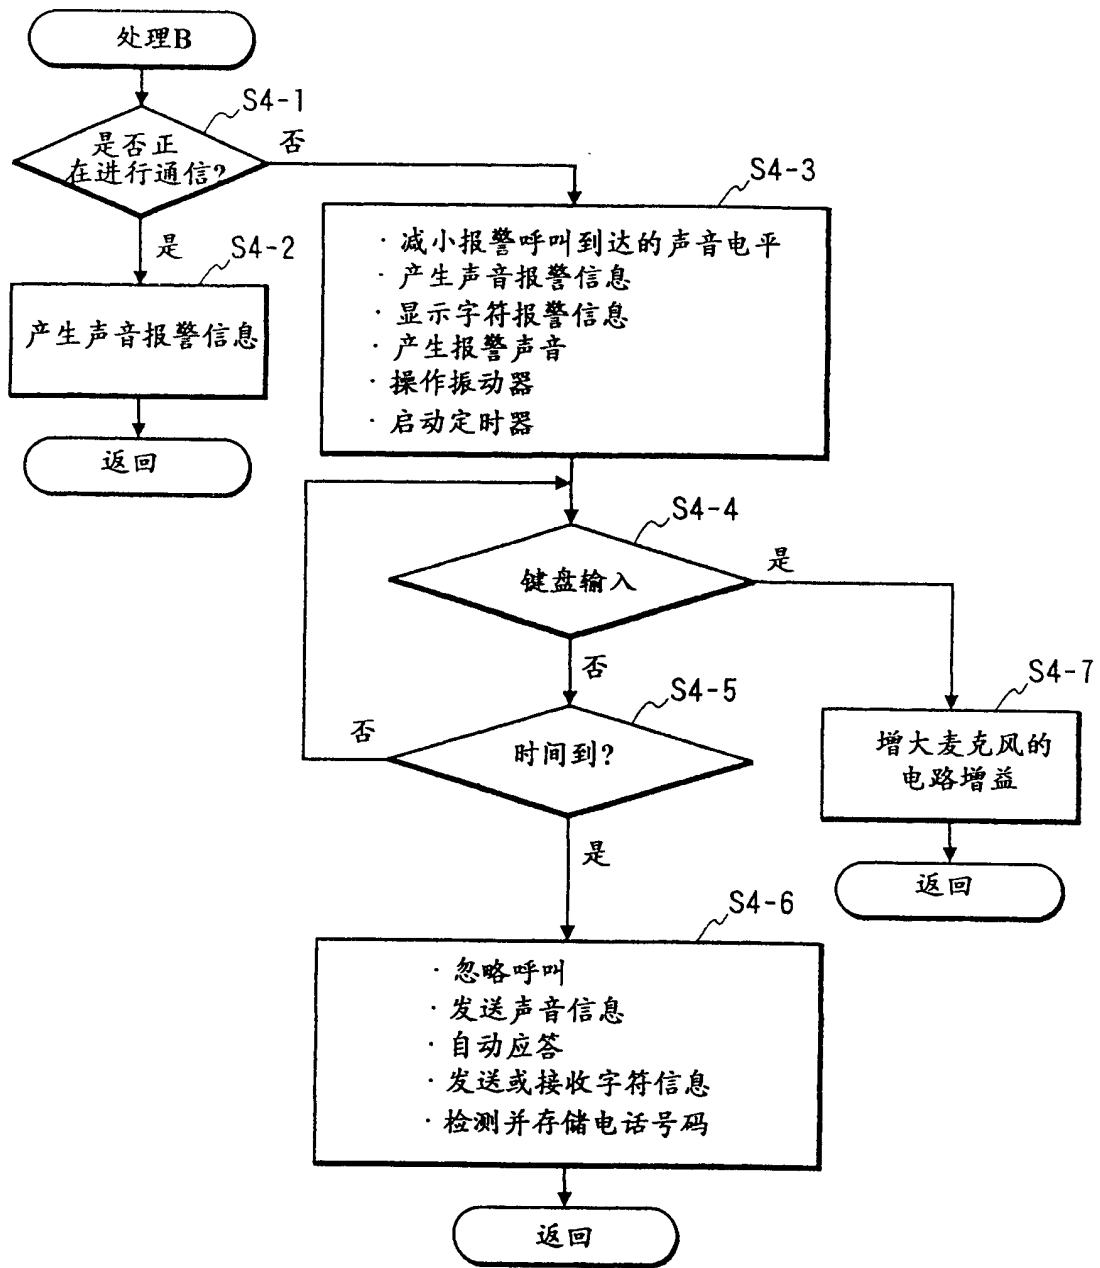 处理B
S4-1
是否正
在进行通信?
否
是
S4-2
产生声音报警信息
返回
S4-3
·减小报警呼叫到达的声音电平
·产生声音报警信息
·显示字符报警信息
·产生报警声音
·操作振动器
·启动定时器
S4-4
键盘输入
是
否
S4-5
时间到?
否
是
S4-7
增大麦克风的
电路增益
返回
S4-6
·忽略呼叫
·发送声音信息
·自动应答
·发送或接收字符信息
·检测并存储电话号码
返回